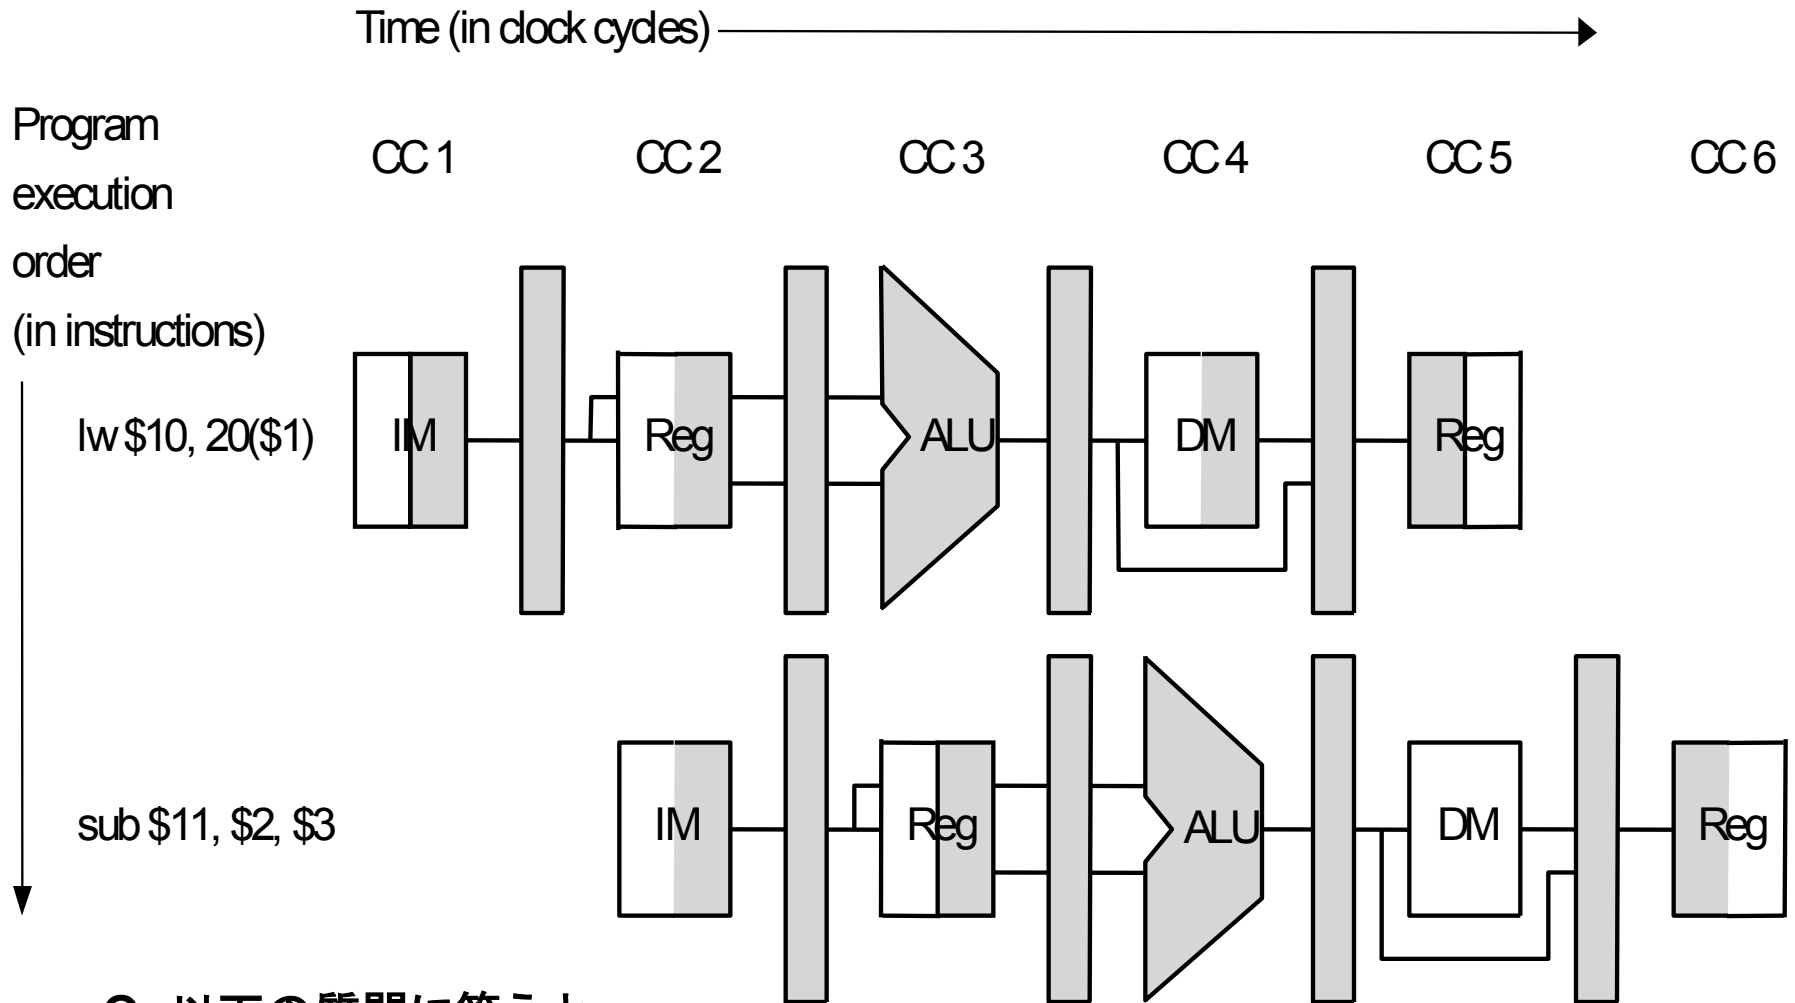 Time (in clock cycles)
Program
execution
order
(in instructions)
CC 1 CC 2 CC 3 CC 4 CC 5 CC 6
lw $10, 20($1)
IM Reg ALU DM Reg
sub $11, $2, $3
IM Reg ALU DM Reg